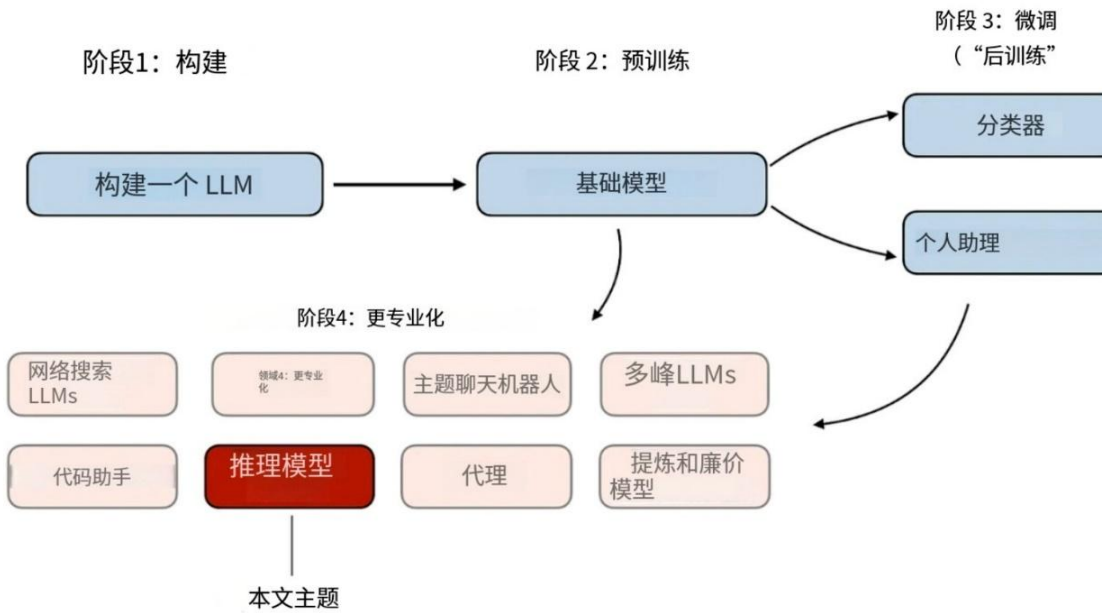 阶段1：构建
阶段 2：预训练
阶段 3：微调
（ “后训练”
构建一个 LLM
基础模型
分类器
个人助理
阶段4：更专业化
网络搜索
LLMs
领域4：更专业
化
主题聊天机器人
多峰LLMs
代码助手
推理模型
代理
提炼和廉价
模型
本文主题